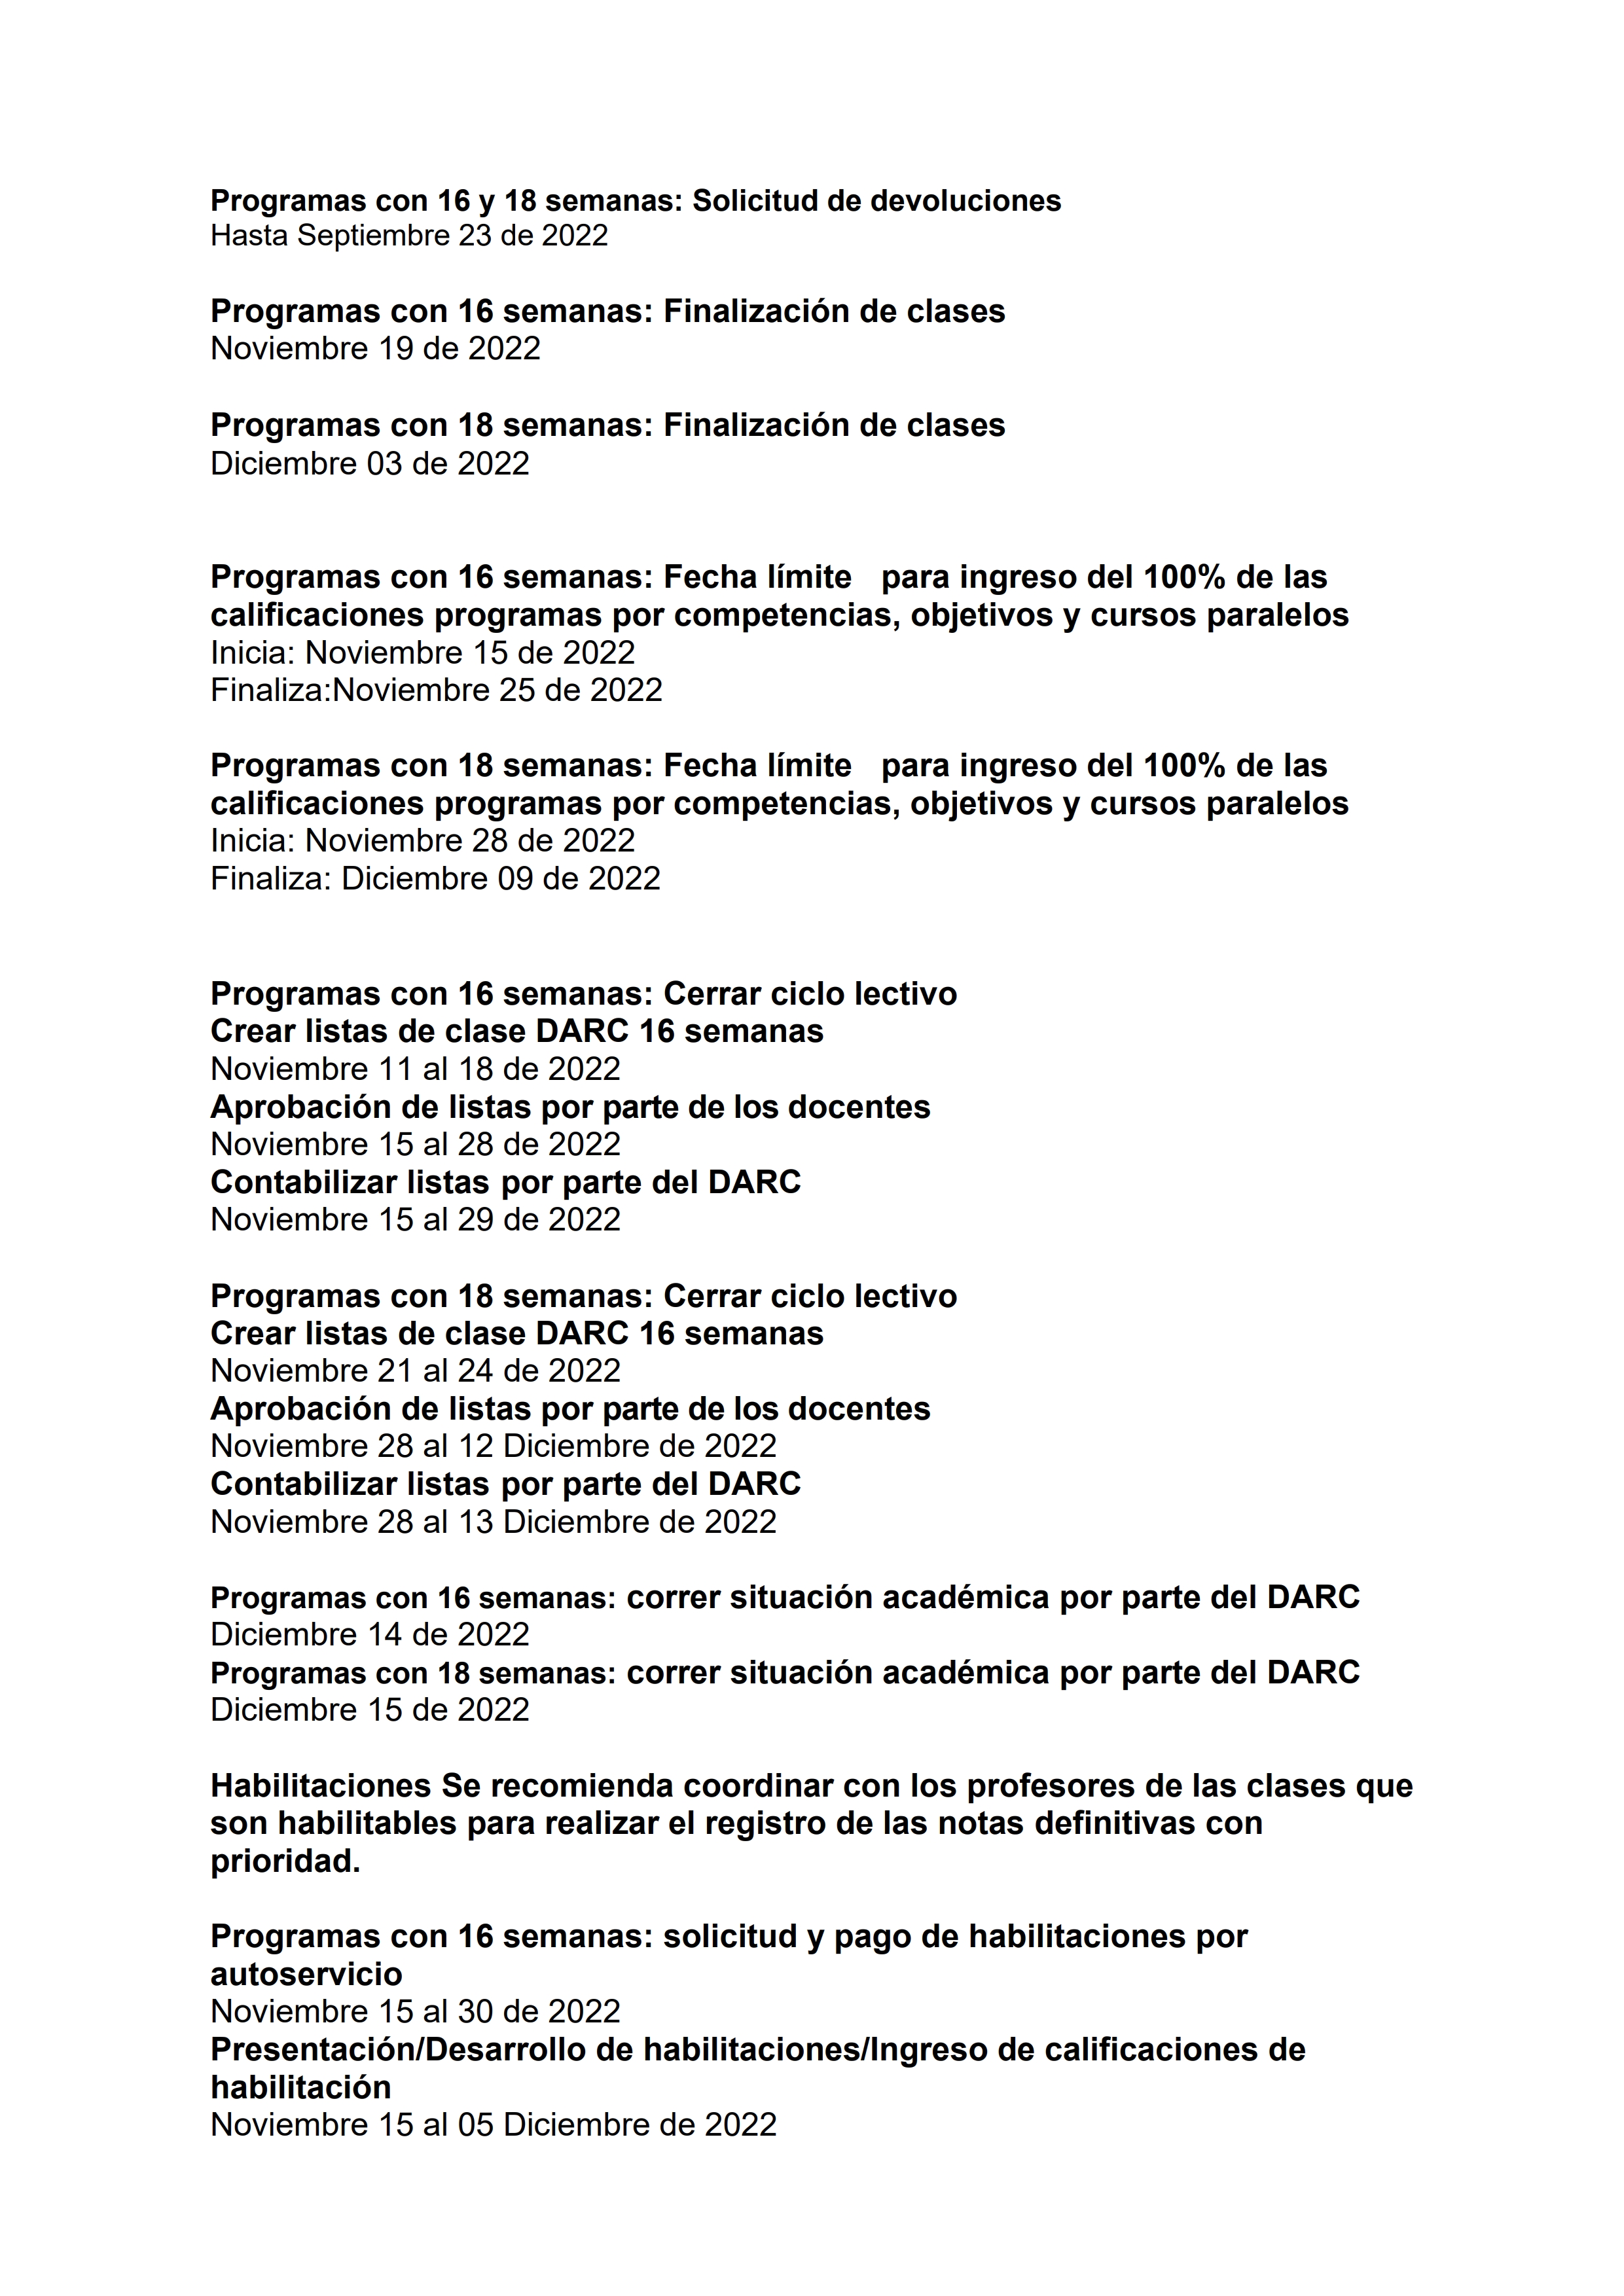 Programas con 16 y 18 semanas: Solicitud de devoluciones
Hasta Septiembre 23 de 2022
Programas con 16 semanas: Finalización de clases
Noviembre 19 de 2022
Programas con 18 semanas: Finalización de clases
Diciembre 03 de 2022
Programas con 16 semanas: Fecha límite   para ingreso del 100% de las
calificaciones programas por competencias, objetivos y cursos paralelos
Inicia: Noviembre 15 de 2022
Finaliza:Noviembre 25 de 2022
Programas con 18 semanas: Fecha límite   para ingreso del 100% de las
calificaciones programas por competencias, objetivos y cursos paralelos
Inicia: Noviembre 28 de 2022
Finaliza: Diciembre 09 de 2022
Programas con 16 semanas: Cerrar ciclo lectivo
Crear listas de clase DARC 16 semanas
Noviembre 11 al 18 de 2022
Aprobación de listas por parte de los docentes
Noviembre 15 al 28 de 2022
Contabilizar listas por parte del DARC
Noviembre 15 al 29 de 2022
Programas con 18 semanas: Cerrar ciclo lectivo
Crear listas de clase DARC 16 semanas
Noviembre 21 al 24 de 2022
Aprobación de listas por parte de los docentes
Noviembre 28 al 12 Diciembre de 2022
Contabilizar listas por parte del DARC
Noviembre 28 al 13 Diciembre de 2022
Programas con 16 semanas: correr situación académica por parte del DARC
Diciembre 14 de 2022
Programas con 18 semanas: correr situación académica por parte del DARC
Diciembre 15 de 2022
Habilitaciones Se recomienda coordinar con los profesores de las clases que
son habilitables para realizar el registro de las notas definitivas con
prioridad.
Programas con 16 semanas: solicitud y pago de habilitaciones por
autoservicio
Noviembre 15 al 30 de 2022
Presentación/Desarrollo de habilitaciones/Ingreso de calificaciones de
habilitación
Noviembre 15 al 05 Diciembre de 2022